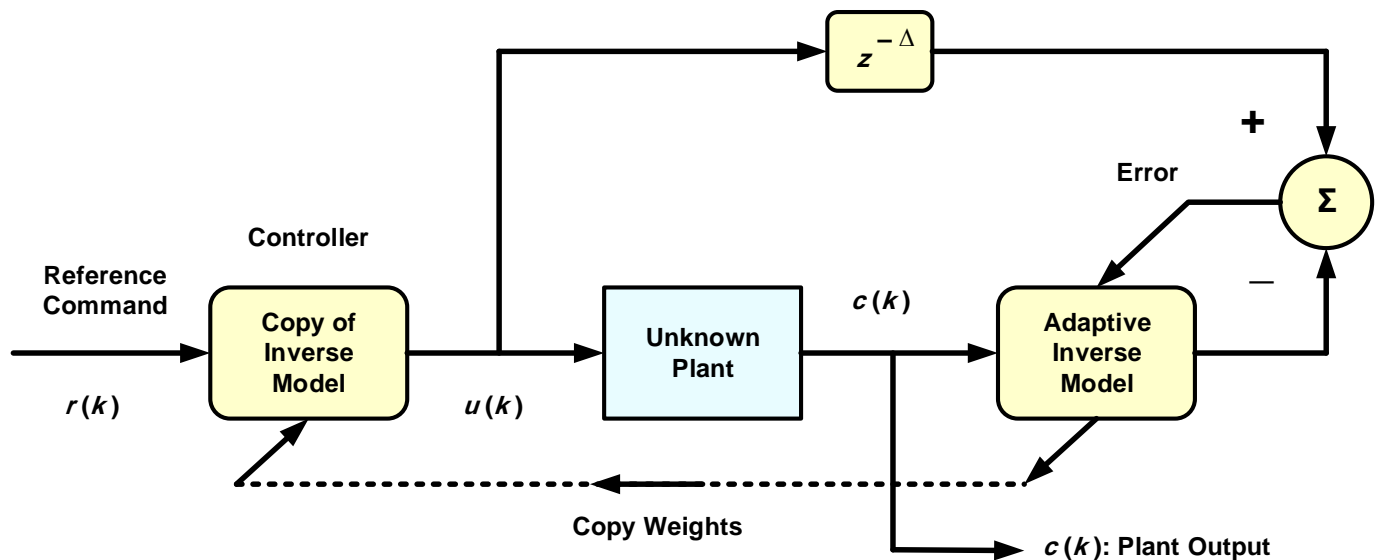 z − Δ
+
Error
Σ
Controller
Reference
Command
−
c(k)
Copy of
Inverse
Model
Unknown
Plant
Adaptive
Inverse
Model
r(k)
u(k)
Copy Weights
c(k): Plant Output